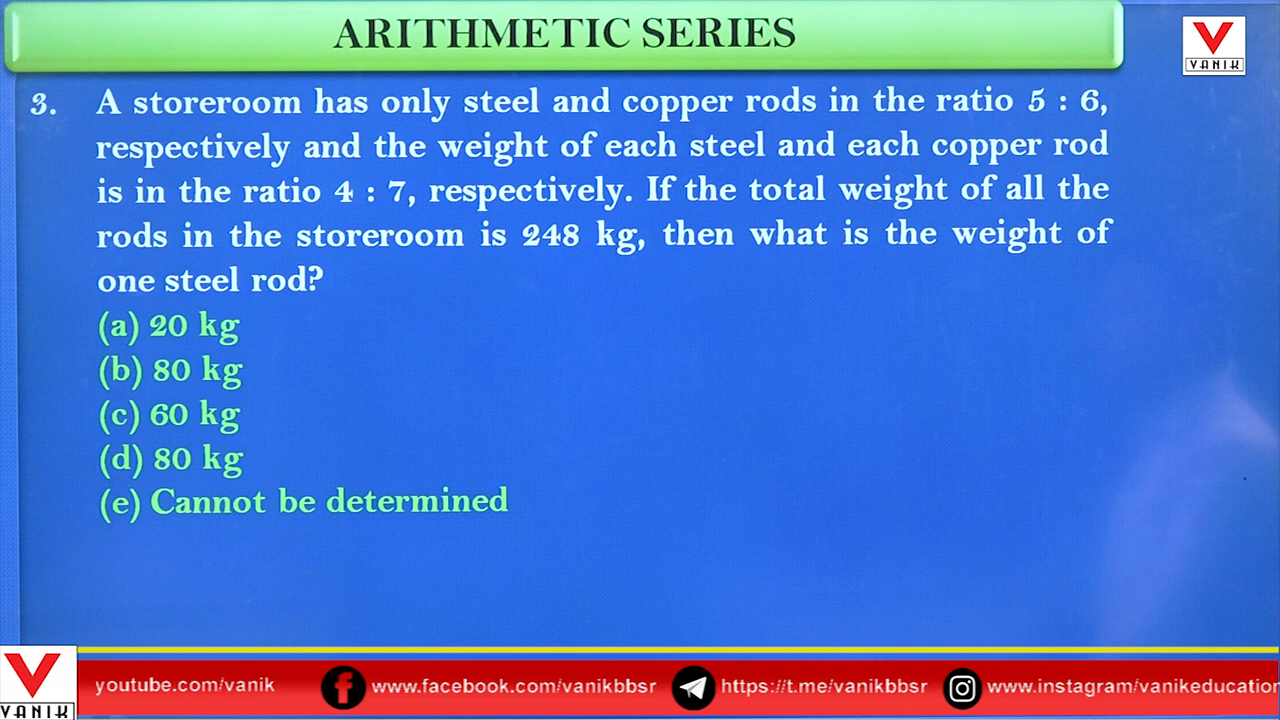 ARITHMETIC SERIES
VANIK
3. A storeroom has only steel and copper rods in the ratio 5 : 6,
respectively and the weight of each steel and each copper rod
is in the ratio 4 : 7, respectively. If the total weight of all the
rods in the storeroom is 248 kg, then what is the weight of
one steel rod?
(a) 20 kg
(b) 80 kg
(c) 60 kg
(d) 80 kg
(e) Cannot be determined
VANIK
youtube.com/vanik
www.facebook.com/vanikbbsr
https://t.me/vanikbbsr
www.instagram/vanikeducation